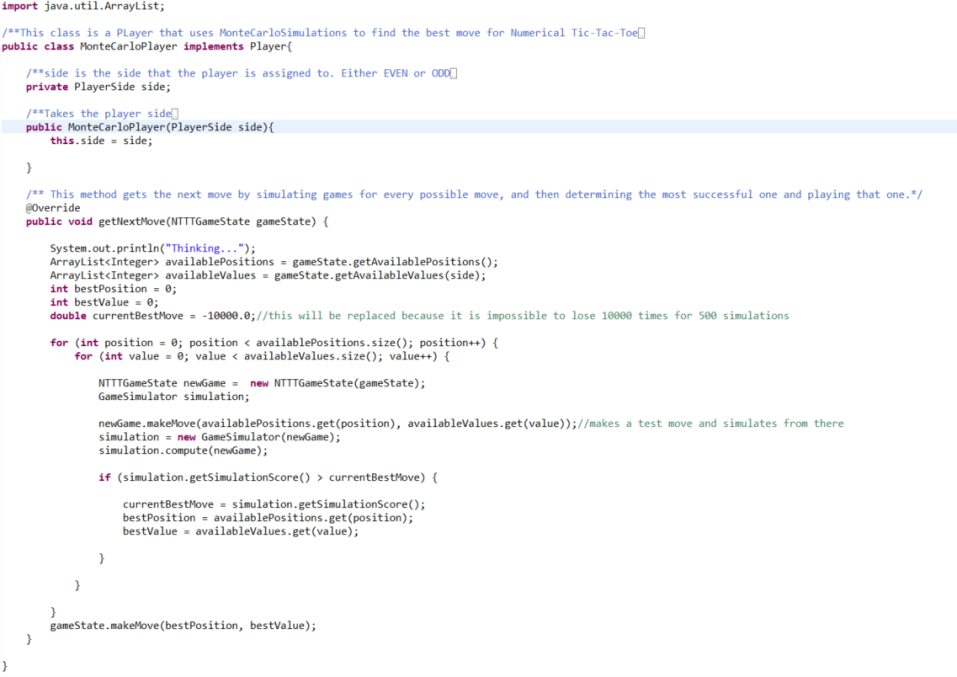 import java.util.ArrayList;
/**This class is a PLayer that uses MonteCarloSimulations to find the best move for Numerical Tic-Tac-Toe
public class MonteCarloPlayer implements Player{
/**side is the side that the player is assigned to. Either EVEN or ODD
private PlayerSide side;
/**Takes the player side
public MonteCarloPlayer(PlayerSide side){
this.side = side;
}
/** This method gets the next move by simulating games for every possible move, and then determining the most successful one and playing that one.*/
@Override
public void getNextMove(NTTTGameState gameState) {
System.out.println("Thinking...");
ArrayList<Integer> availablePositions = gameState.getAvailablePositions();
ArrayList<Integer> availableValues = gameState.getAvailableValues(side);
int bestPosition = 0;
int bestValue = 0;
double currentBestMove = -10000.0;//this will be replaced because it is impossible to lose 10000 times for 500 simulations
for (int position = 0; position < availablePositions.size(); position++) {
for (int value = 0; value < availableValues.size(); value++) {
NTTTGameState newGame =  new NTTTGameState(gameState);
GameSimulator simulation;
newGame.makeMove(availablePositions.get(position), availableValues.get(value));//makes a test move and simulates from there
simulation = new GameSimulator(newGame);
simulation.compute(newGame);
if (simulation.getSimulationScore() > currentBestMove) {
currentBestMove = simulation.getSimulationScore();
bestPosition = availablePositions.get(position);
bestValue = availableValues.get(value);
}
}
}
gameState.makeMove(bestPosition, bestValue);
}
}